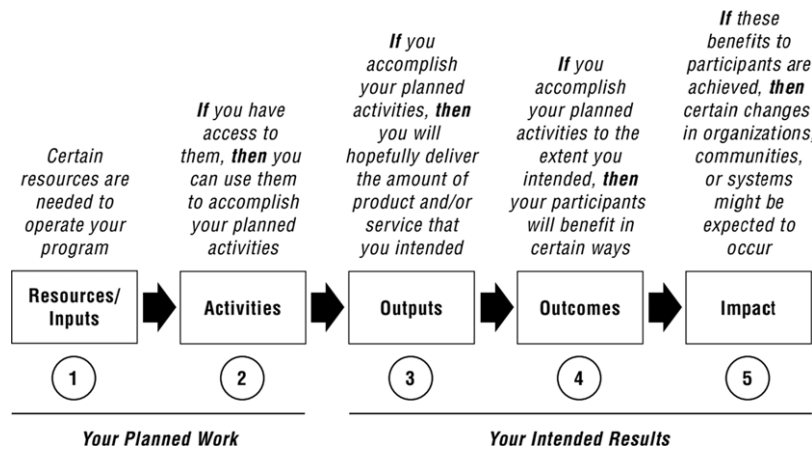 Certain
resources are
needed to
operate your
program
If you have
access to
them, then you
can use them
to accomplish
your planned
activities
If you
accomplish
your planned
activities, then
you will
hopefully deliver
the amount of
product and/or
service that
you intended
If you
accomplish
your planned
activities to the
extent you
intended, then
your participants
will benefit in
certain ways
If these
benefits to
participants are
achieved, then
certain changes
in organizations,
communities,
or systems
might be
expected to
occur
Resources/
Inputs
Activities
Outputs
Outcomes
Impact
1
2
3
4
5
Your Planned Work
Your Intended Results